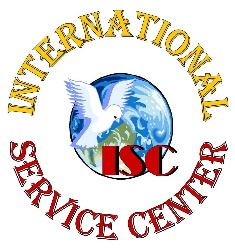 INTERNATIONAL
ISC
SERVICE CENTER